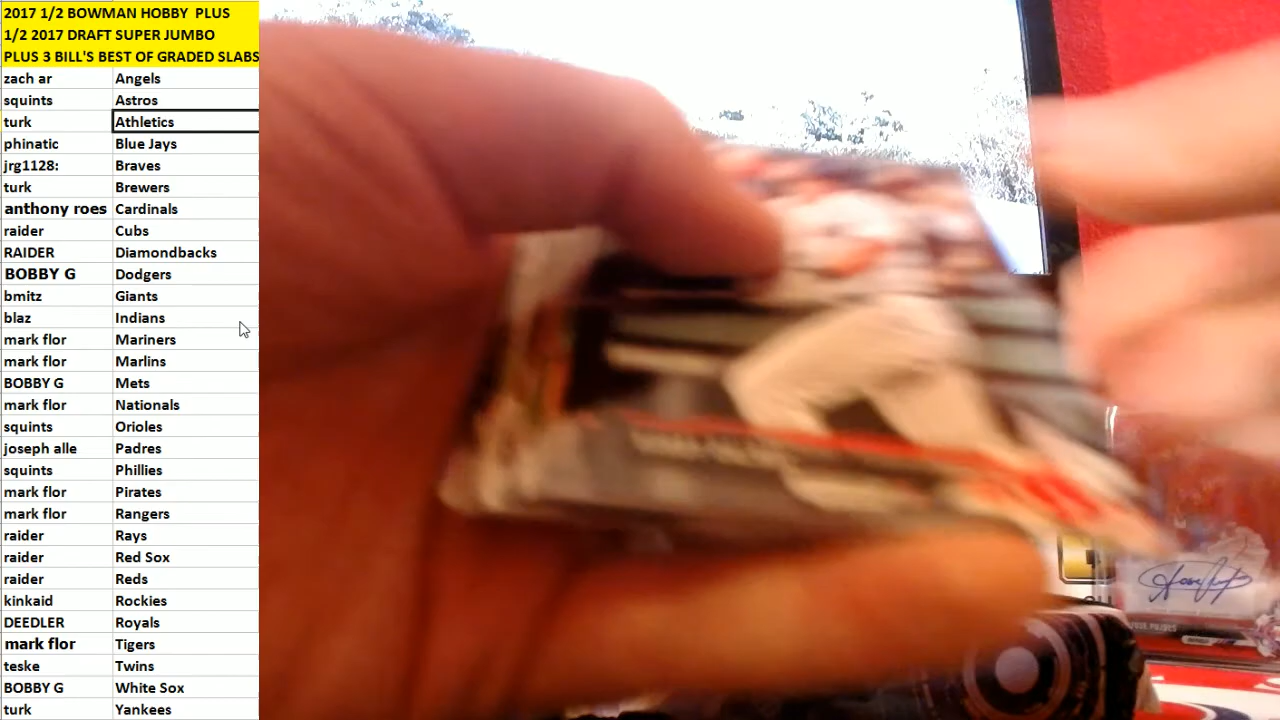 2017 1/2 BOWMAN HOBBY PLUS
1/2 2017 DRAFT SUPER JUMBO
PLUS 3 BILL'S BEST OF GRADED SLABS
zach ar Angels
squints Astros
turk Athletics
phinatic Blue Jays
jrg1128: Braves
turk Brewers
anthony roes Cardinals
raider Cubs
RAIDER Diamondbacks
BOBBY G Dodgers
bmitz Giants
blaz Indians
mark flor Mariners
mark flor Marlins
BOBBY G Mets
mark flor Nationals
squints Orioles
joseph alle Padres
squints Phillies
mark flor Pirates
mark flor Rangers
raider Rays
raider Red Sox
raider Reds
kinkaid Rockies
DEEDLER Royals
mark flor Tigers
teske Twins
BOBBY G White Sox
turk Yankees